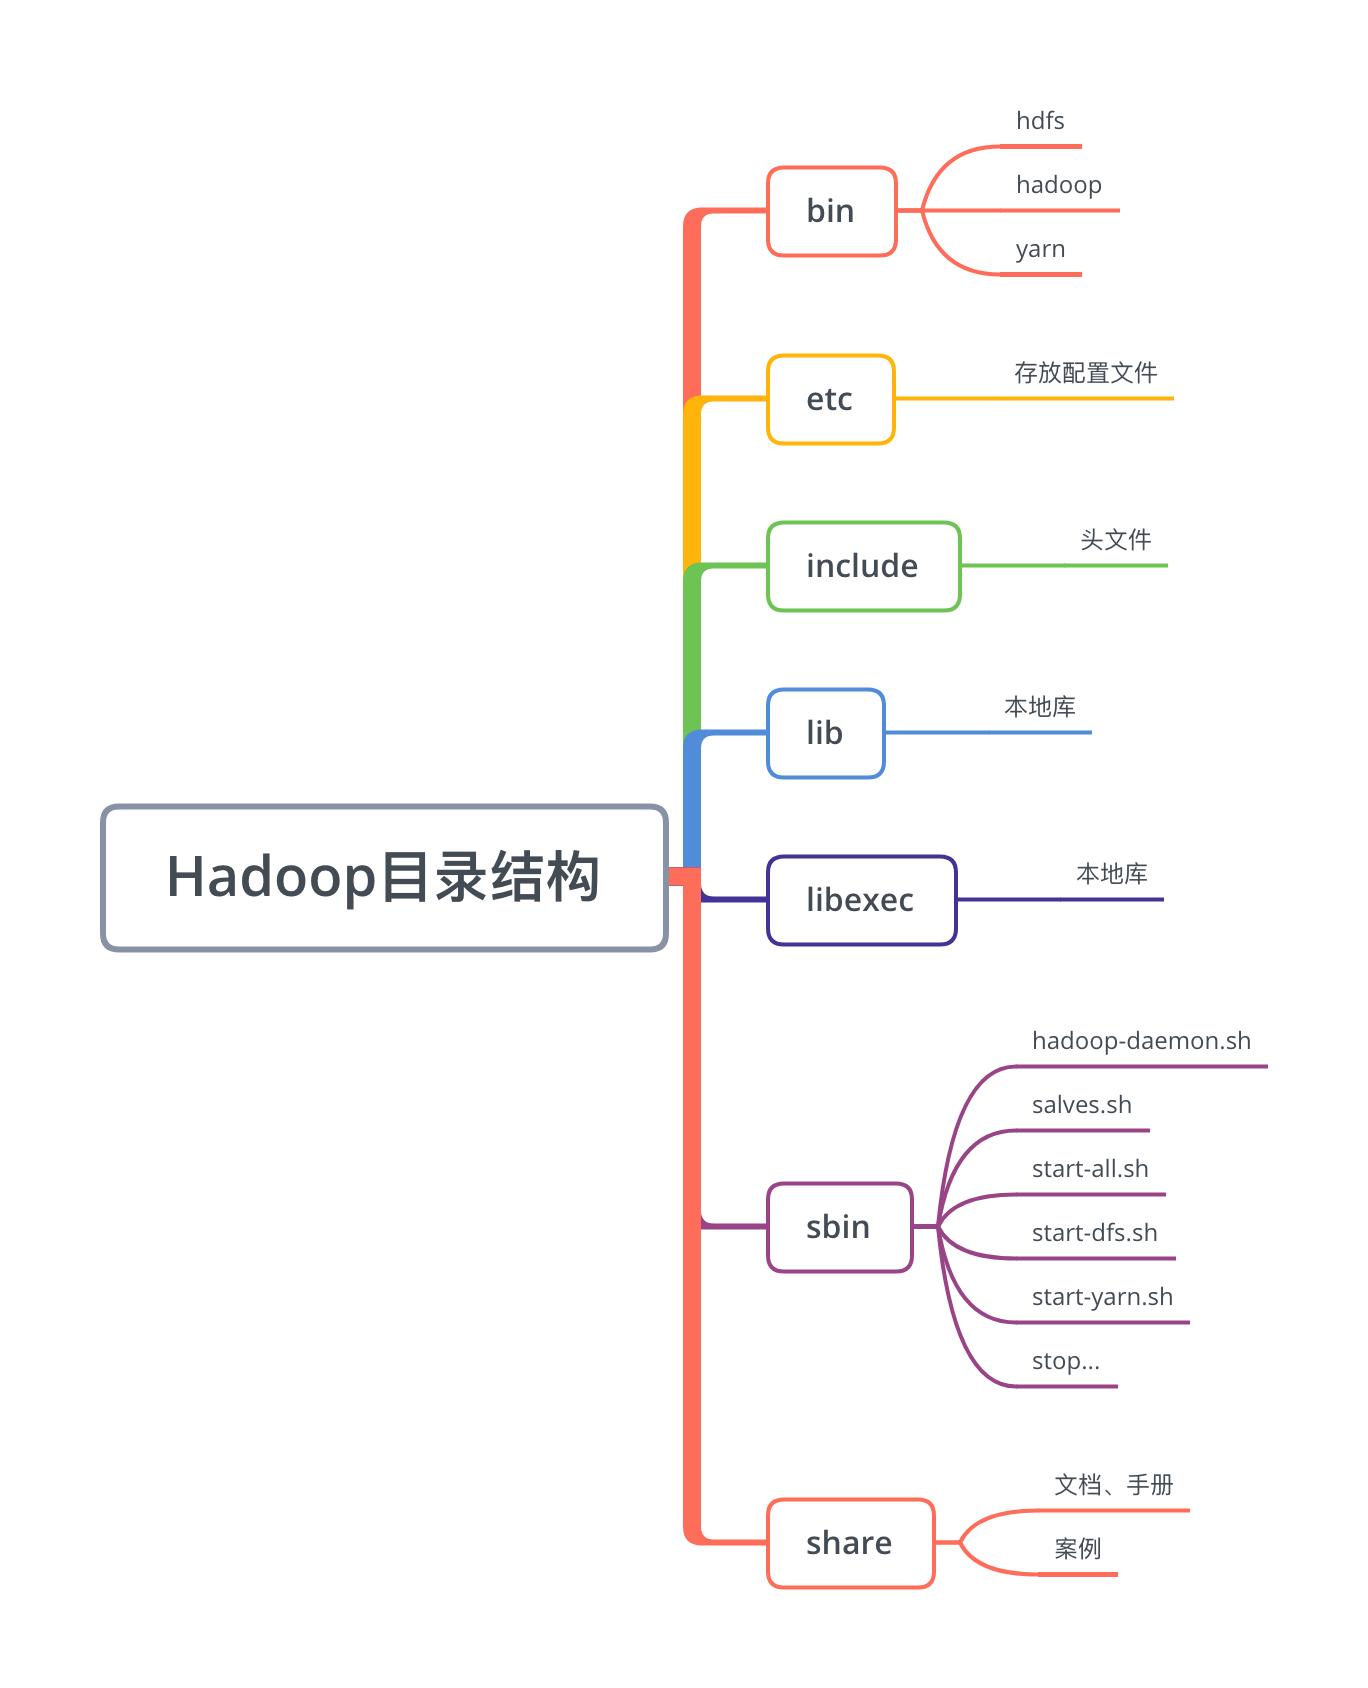 Hadoop目录结构
bin
hdfs
hadoop
yarn
etc
存放配置文件
include
头文件
lib
本地库
libexec
本地库
sbin
hadoop-daemon.sh
salves.sh
start-all.sh
start-dfs.sh
start-yarn.sh
stop...
share
文档、手册
案例